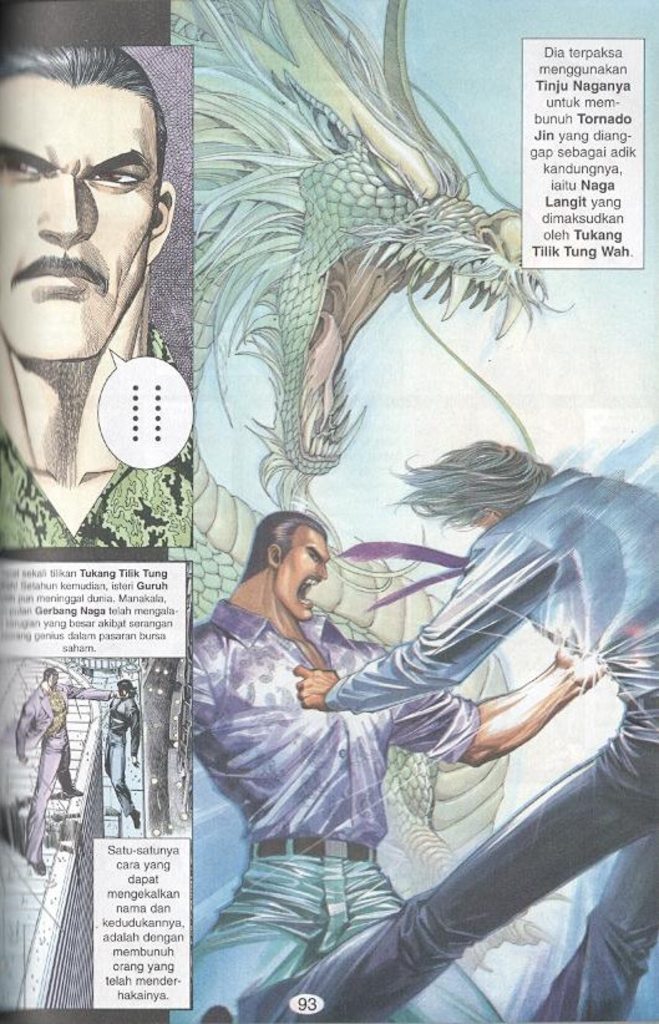 Dia terpaksa
menggunakan
Tinju Naganya
untuk mem-
bunuh Tornado
Jin yang diang-
gap sebagai adik
kandungnya,
iaitu Naga
Langit yang
dimaksudkan
oleh Tukang
Tilik Tung Wah.
sekali tilikan Tukang Tilik Tung
tahun kemudian, isteri Guruh
pun meninggal dunia. Manakala,
Gerbang Naga telah mengala-
yang besar akibat serangan
genius dalam pasaran bursa
saham.
Satu-satunya
cara yang
dapat
mengekalkan
nama dan
kedudukannya,
adalah dengan
membunuh
orang yang
telah mender-
hakainya.
93